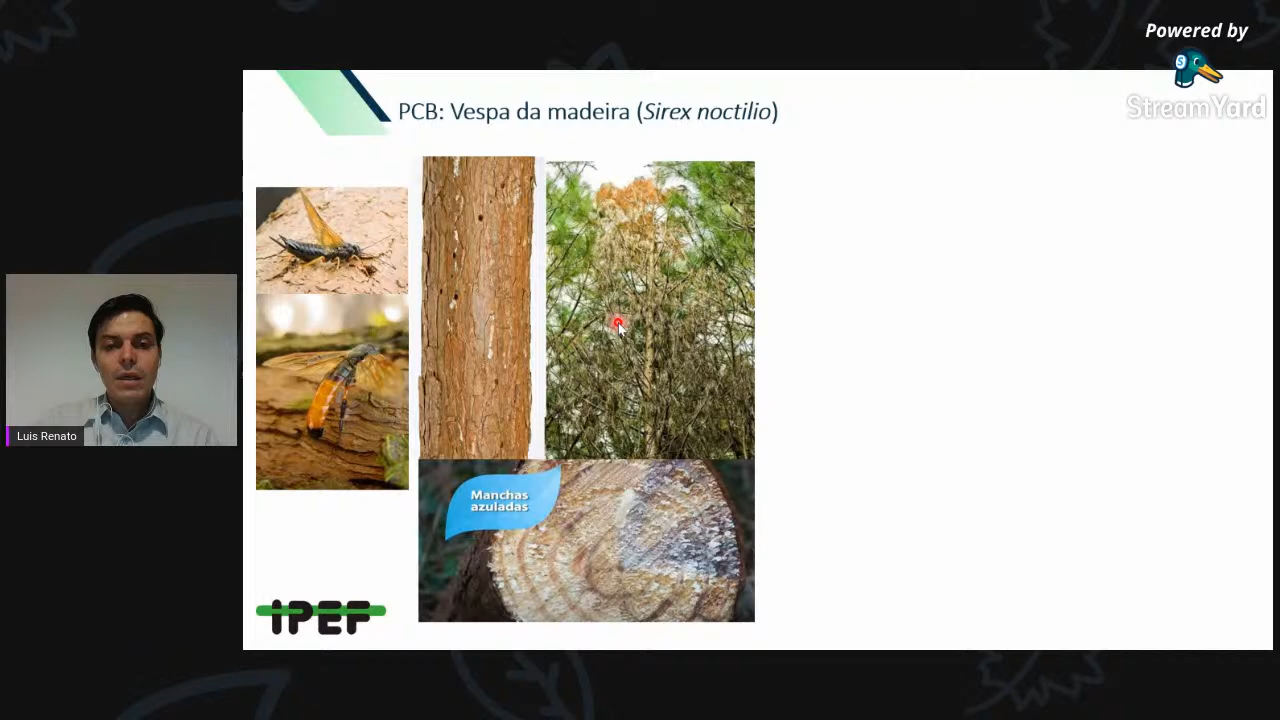 Powered by
StreamYard
PCB: Vespa da madeira (Sirex noctilio)
Luis Renato
Manchas
azuladas
IPEF